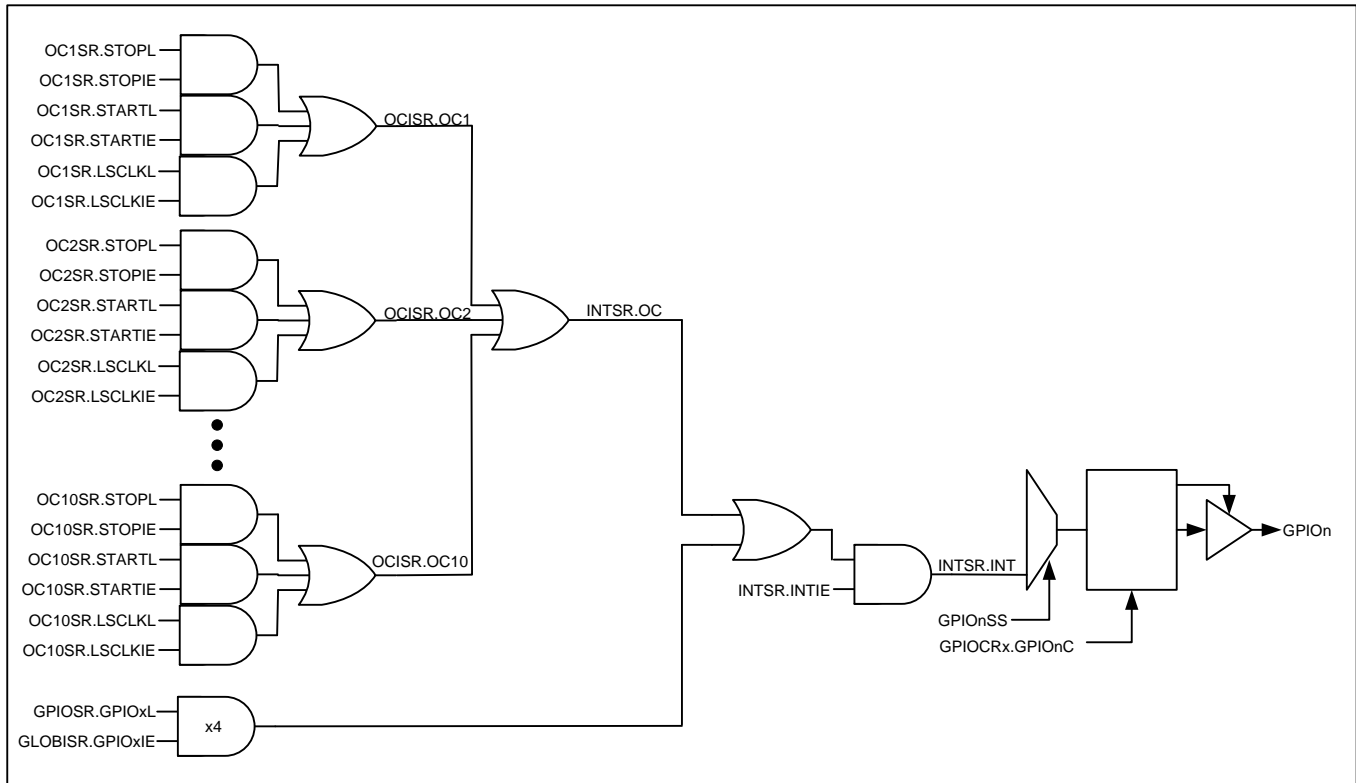 OC1SR.STOPL
OC1SR.STOPIE
OC1SR.STARTL
OC1SR.STARTIE
OC1SR.LSCLKL
OC1SR.LSCLKIE
OCISR.OC1
OC2SR.STOPL
OC2SR.STOPIE
OC2SR.STARTL
OC2SR.STARTIE
OC2SR.LSCLKL
OC2SR.LSCLKIE
OCISR.OC2
INTSR.OC
OC10SR.STOPL
OC10SR.STOPIE
OC10SR.STARTL
OC10SR.STARTIE
OC10SR.LSCLKL
OC10SR.LSCLKIE
OCISR.OC10
INTSR.INTIE
INTSR.INT
GPIOnSS
GPIOCRx.GPIOnC
GPIOn
GPIOSR.GPIOxL
GLOBISR.GPIOxIE
x4